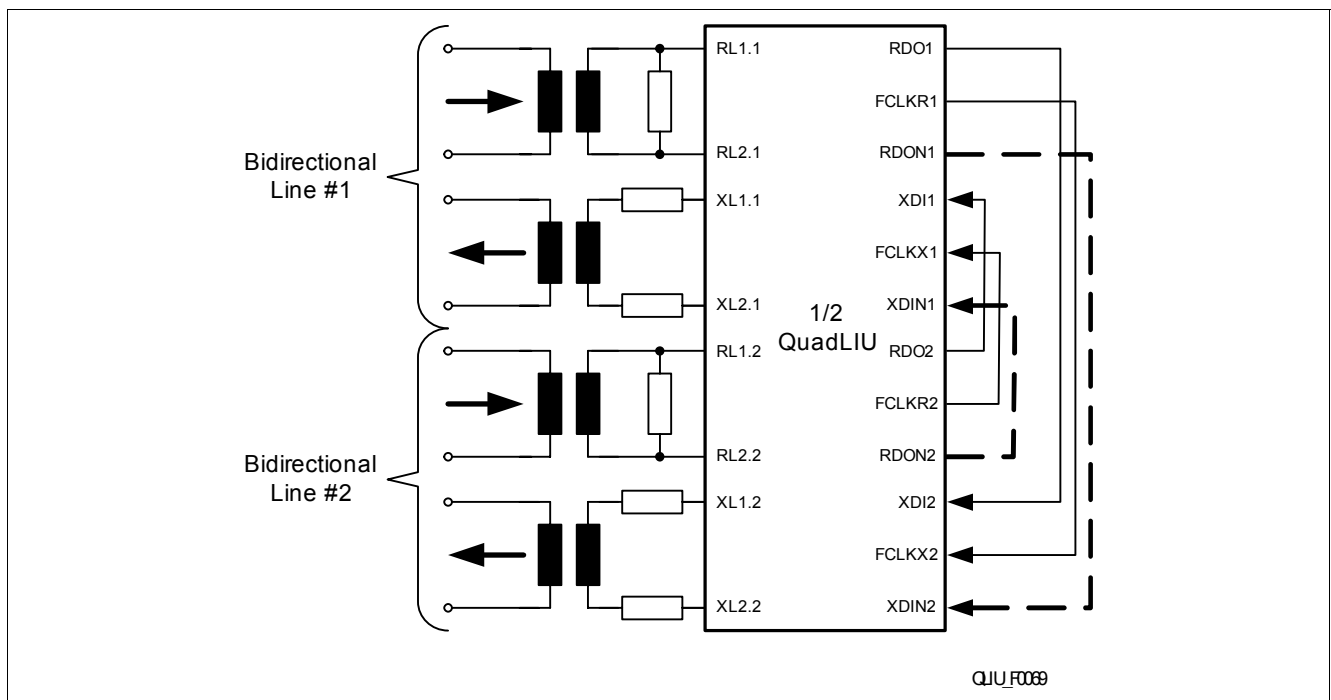 Bidirectional
Line #1
Bidirectional
Line #2
RL1.1
RL2.1
XL1.1
XL2.1
RL1.2
RL2.2
XL1.2
XL2.2
1/2
QuadLIU
RDO1
FCLKR1
RDON1
XDI1
FCLKX1
XDIN1
RDO2
FCLKR2
RDON2
XDI2
FCLKX2
XDIN2
QLIU_F0069